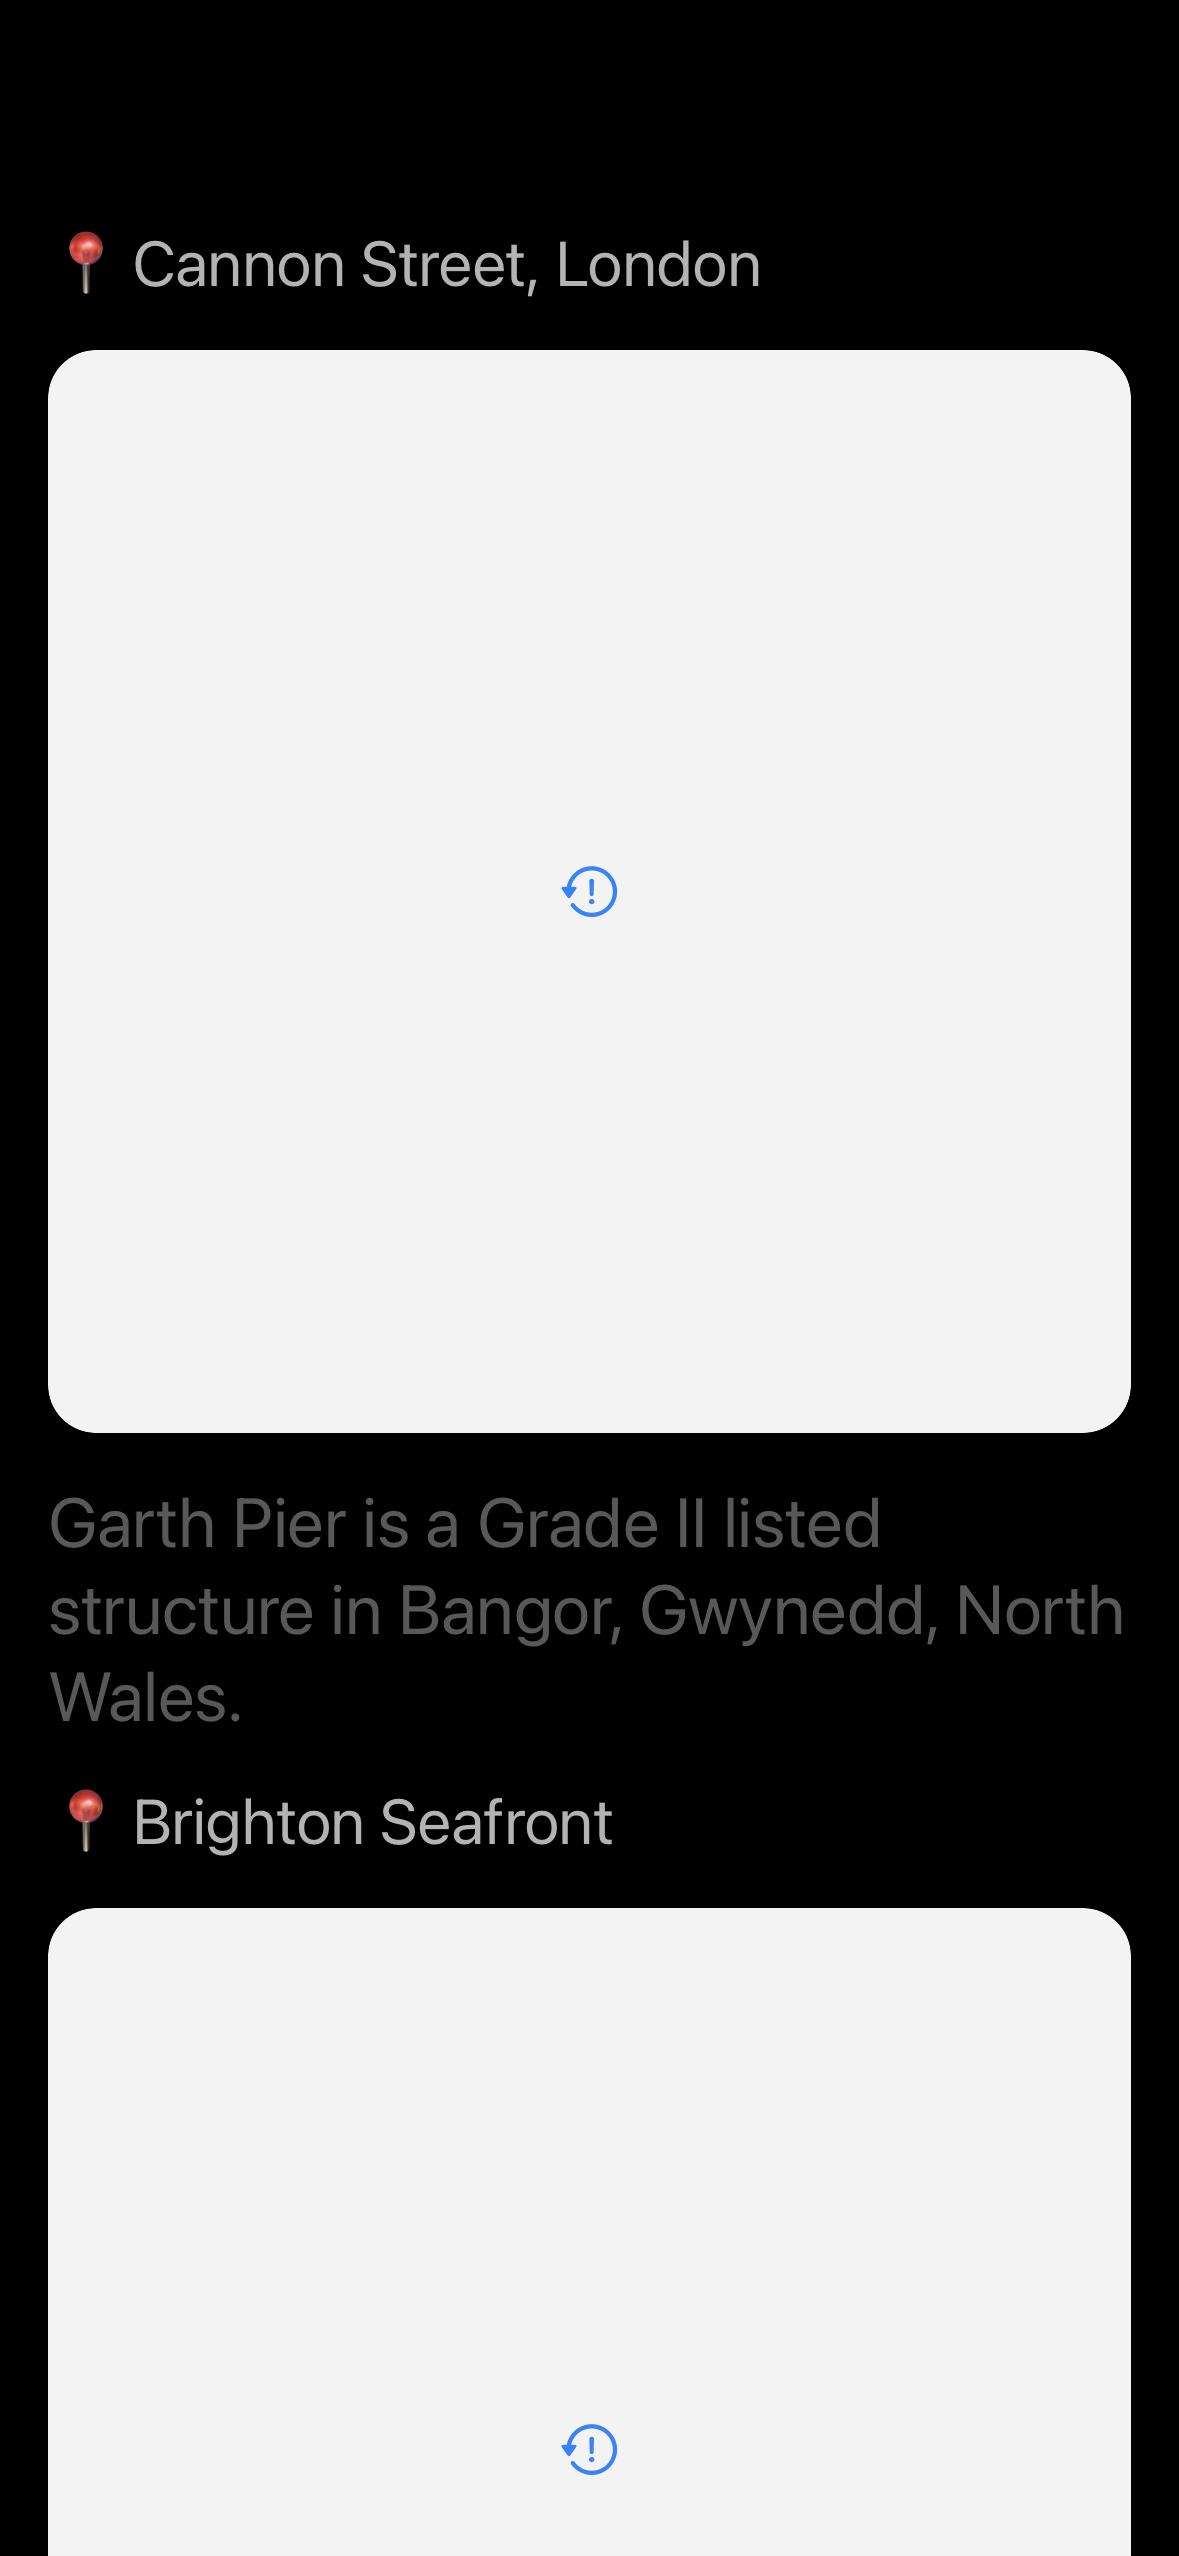 📍 Cannon Street, London
Garth Pier is a Grade II listed
structure in Bangor, Gwynedd, North
Wales.
📍 Brighton Seafront